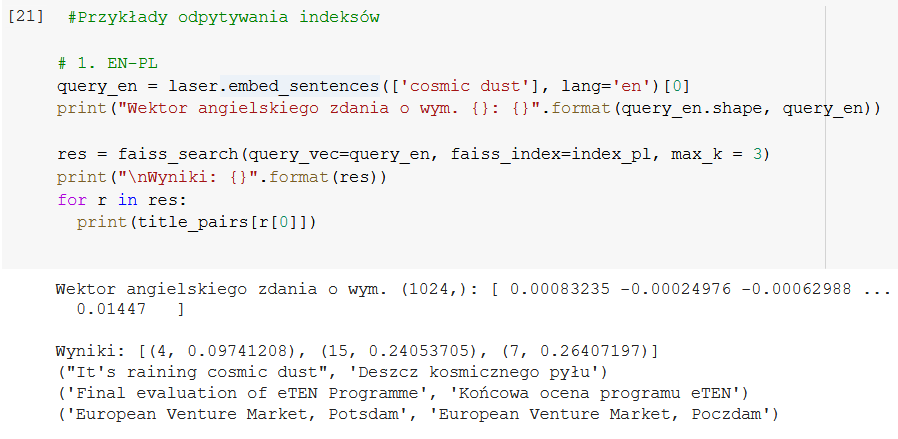 [21] #Przykłady odpytywania indeksów
# 1. EN-PL
query_en = laser.embed_sentences(['cosmic dust'], lang='en')[0]
print("Wektor angielskiego zdania o wym. {}: {}".format(query_en.shape, query_en))
res = faiss_search(query_vec=query_en, faiss_index=index_pl, max_k = 3)
print("\nWyniki: {}".format(res))
for r in res:
  print(title_pairs[r[0]])
Wektor angielskiego zdania o wym. (1024,): [ 0.00083235 -0.00024976 -0.00062988 ...
  0.01447   ]
Wyniki: [(4, 0.09741208), (15, 0.24053705), (7, 0.26407197)]
("It's raining cosmic dust", 'Deszcz kosmicznego pyłu')
('Final evaluation of eTEN Programme', 'Końcowa ocena programu eTEN')
('European Venture Market, Potsdam', 'European Venture Market, Poczdam')